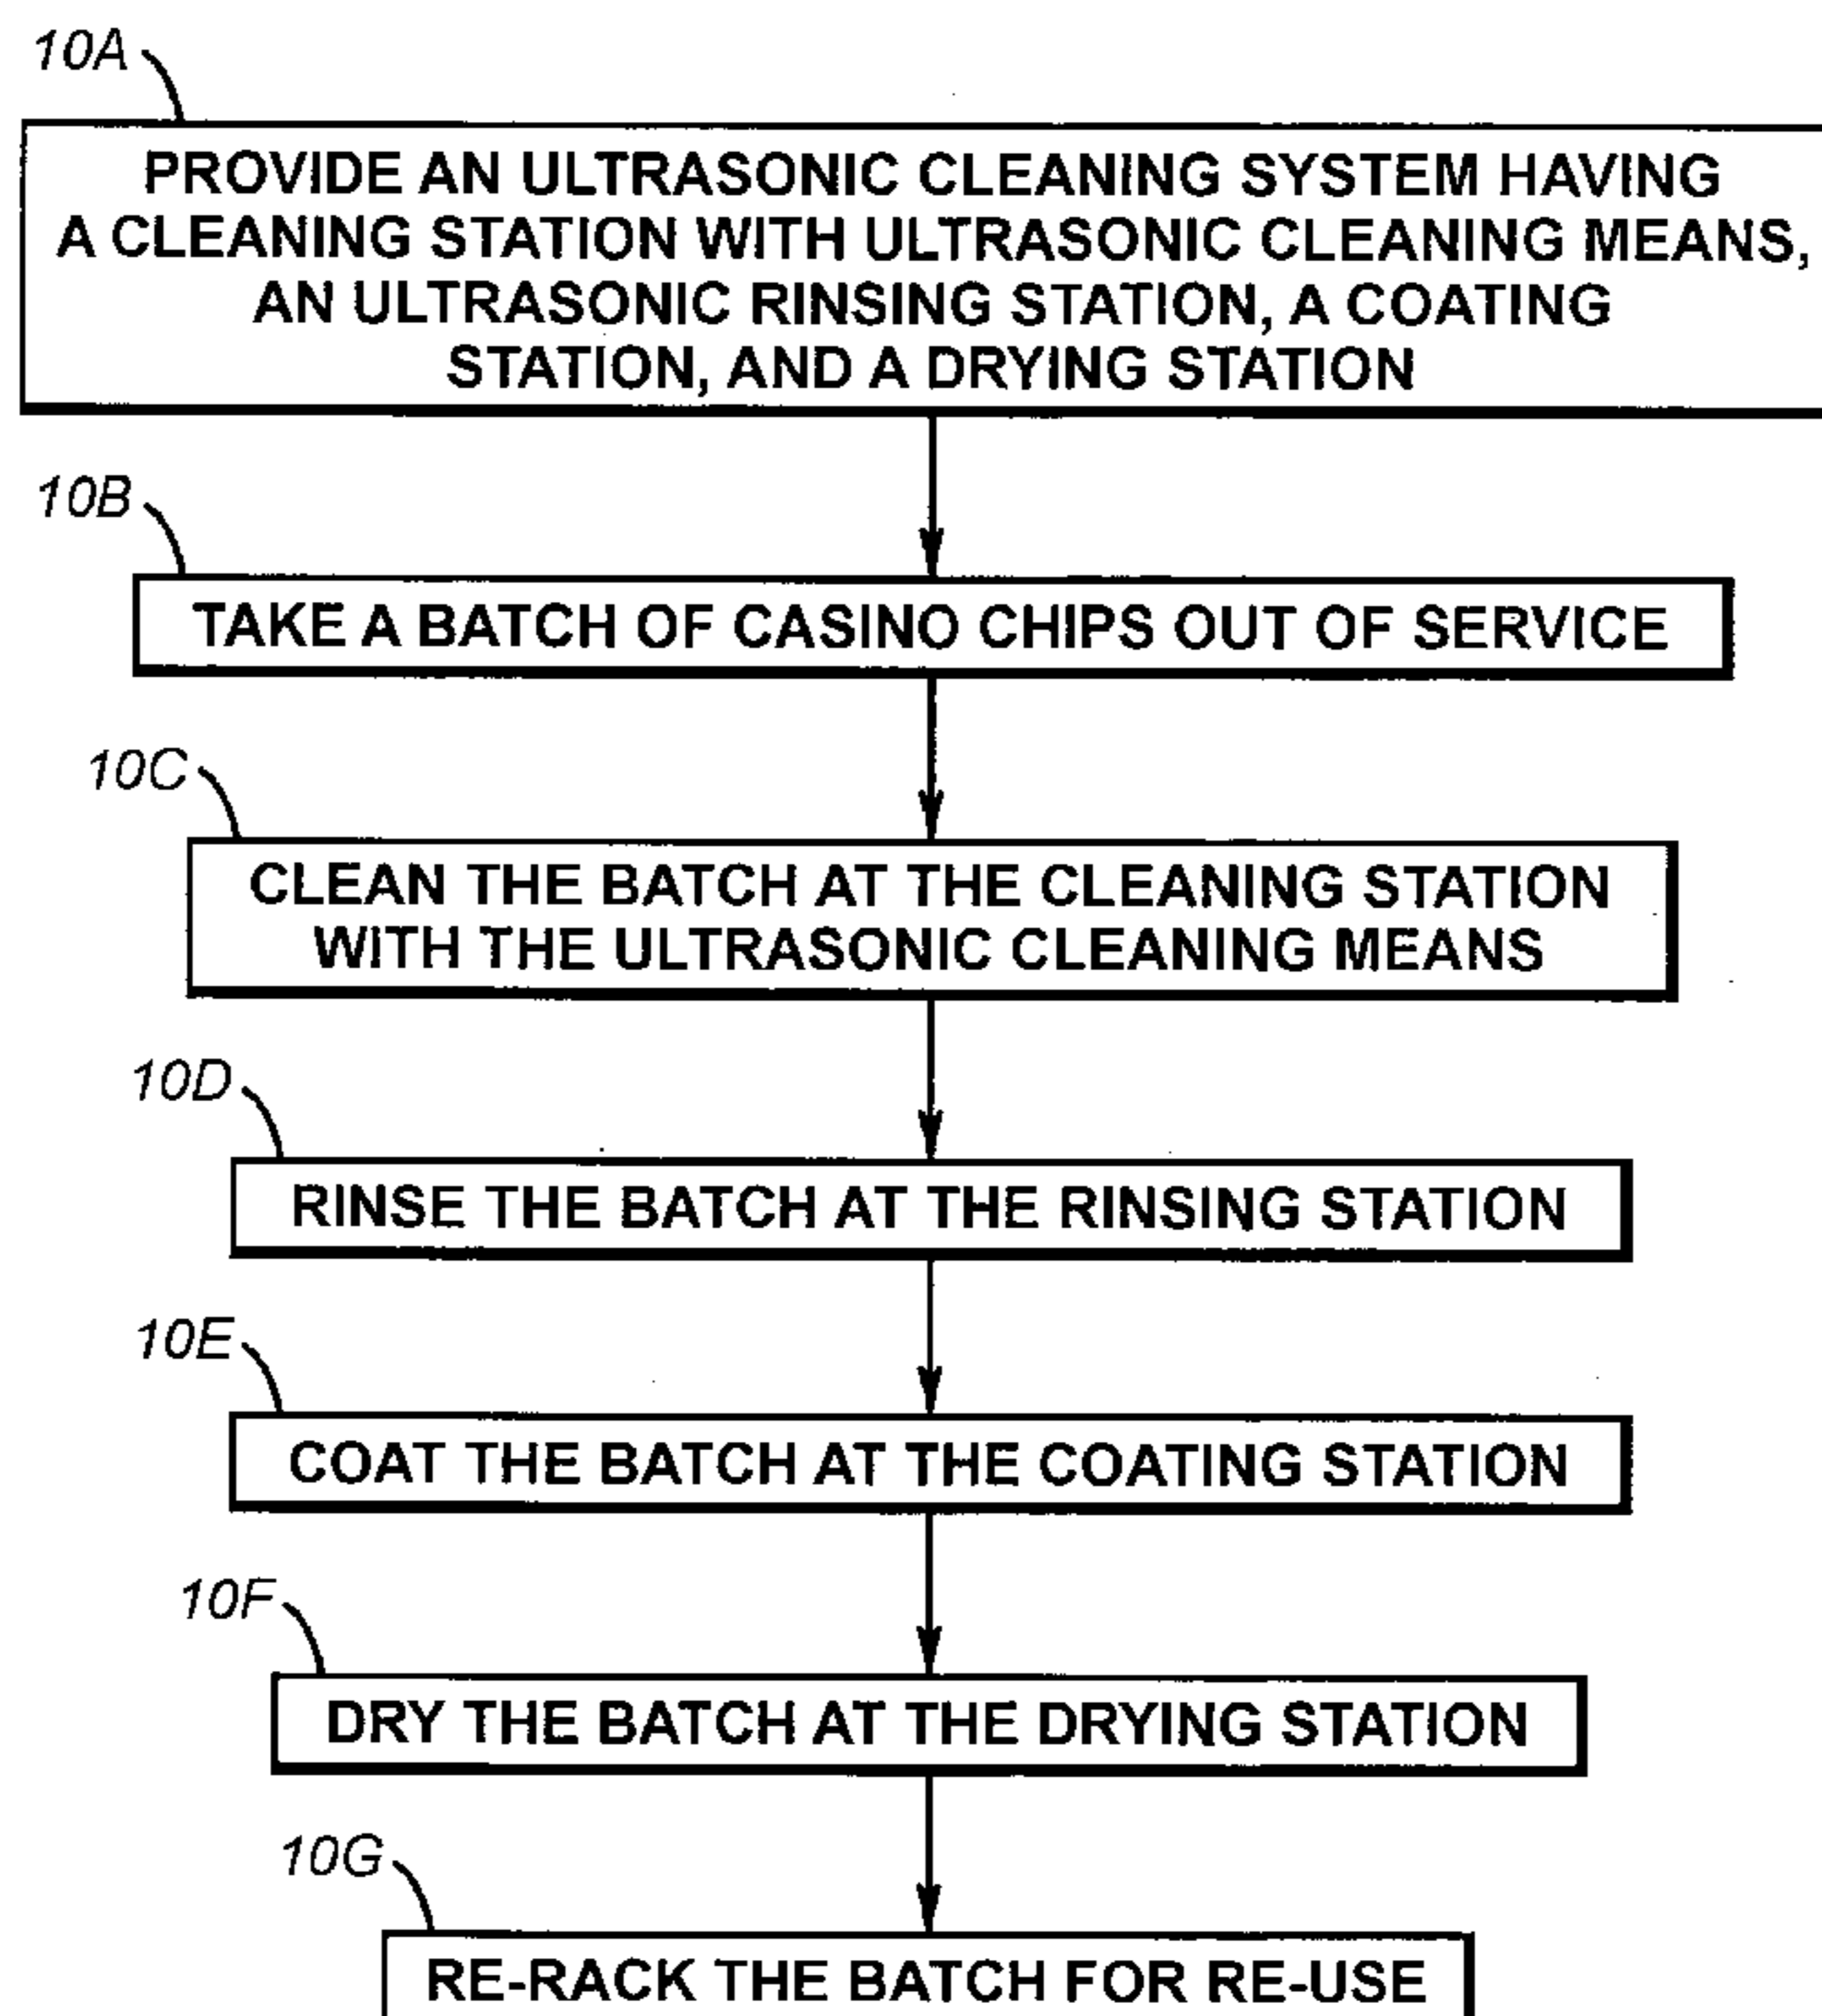 10A
PROVIDE AN ULTRASONIC CLEANING SYSTEM HAVING
A CLEANING STATION WITH ULTRASONIC CLEANING MEANS,
AN ULTRASONIC RINSING STATION, A COATING
STATION, AND A DRYING STATION
10B
TAKE A BATCH OF CASINO CHIPS OUT OF SERVICE
10C
CLEAN THE BATCH AT THE CLEANING STATION
WITH THE ULTRASONIC CLEANING MEANS
10D
RINSE THE BATCH AT THE RINSING STATION
10E
COAT THE BATCH AT THE COATING STATION
10F
DRY THE BATCH AT THE DRYING STATION
10G
RE-RACK THE BATCH FOR RE-USE